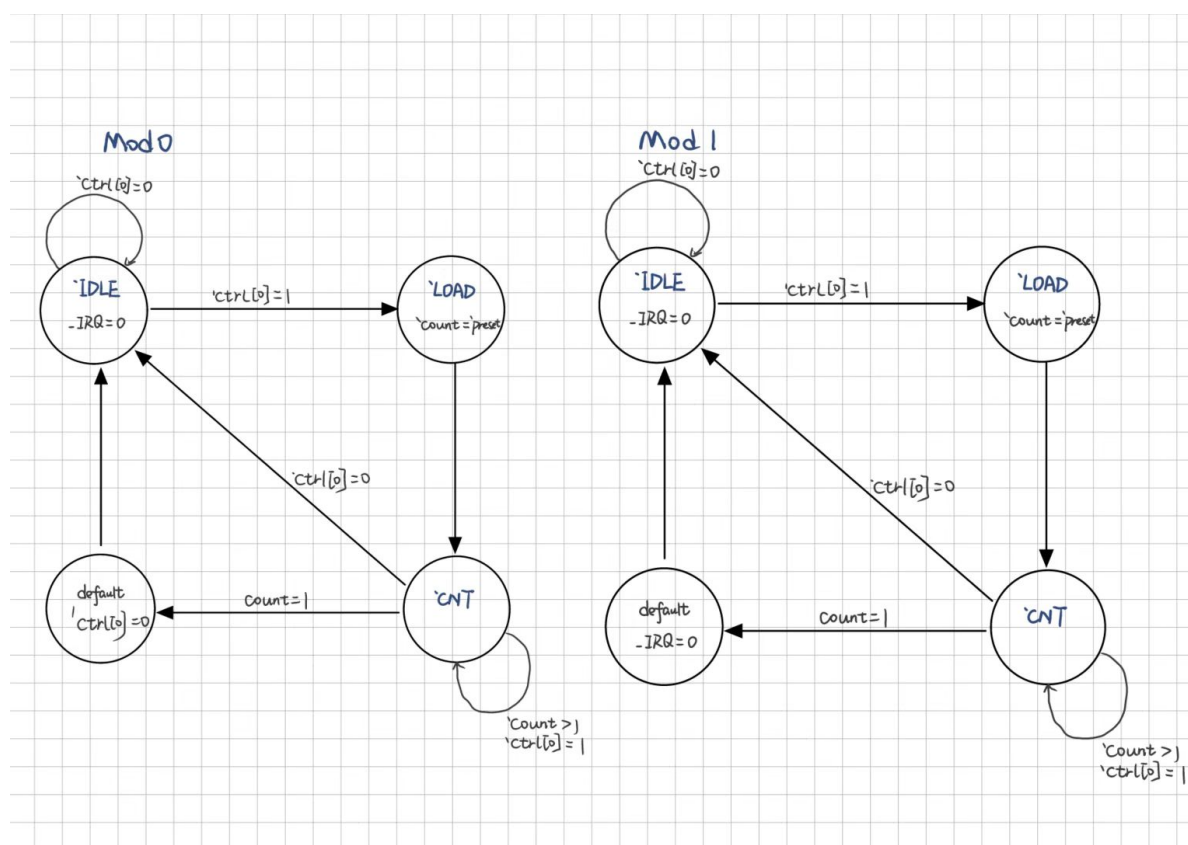 Mod 0
`Ctrl[0]=0
`IDLE
_IRQ=0
`Ctrl[0]=1
`LOAD
`Count=`preset
`Ctrl[0]=0
default
`Ctrl[0]=0
Count=1
`CNT
`Count>1
`Ctrl[0]=1
Mod 1
`Ctrl[0]=0
`IDLE
_IRQ=0
`Ctrl[0]=1
`LOAD
`Count=`preset
`Ctrl[0]=0
default
_IRQ=0
Count=1
`CNT
`Count>1
`Ctrl[0]=1